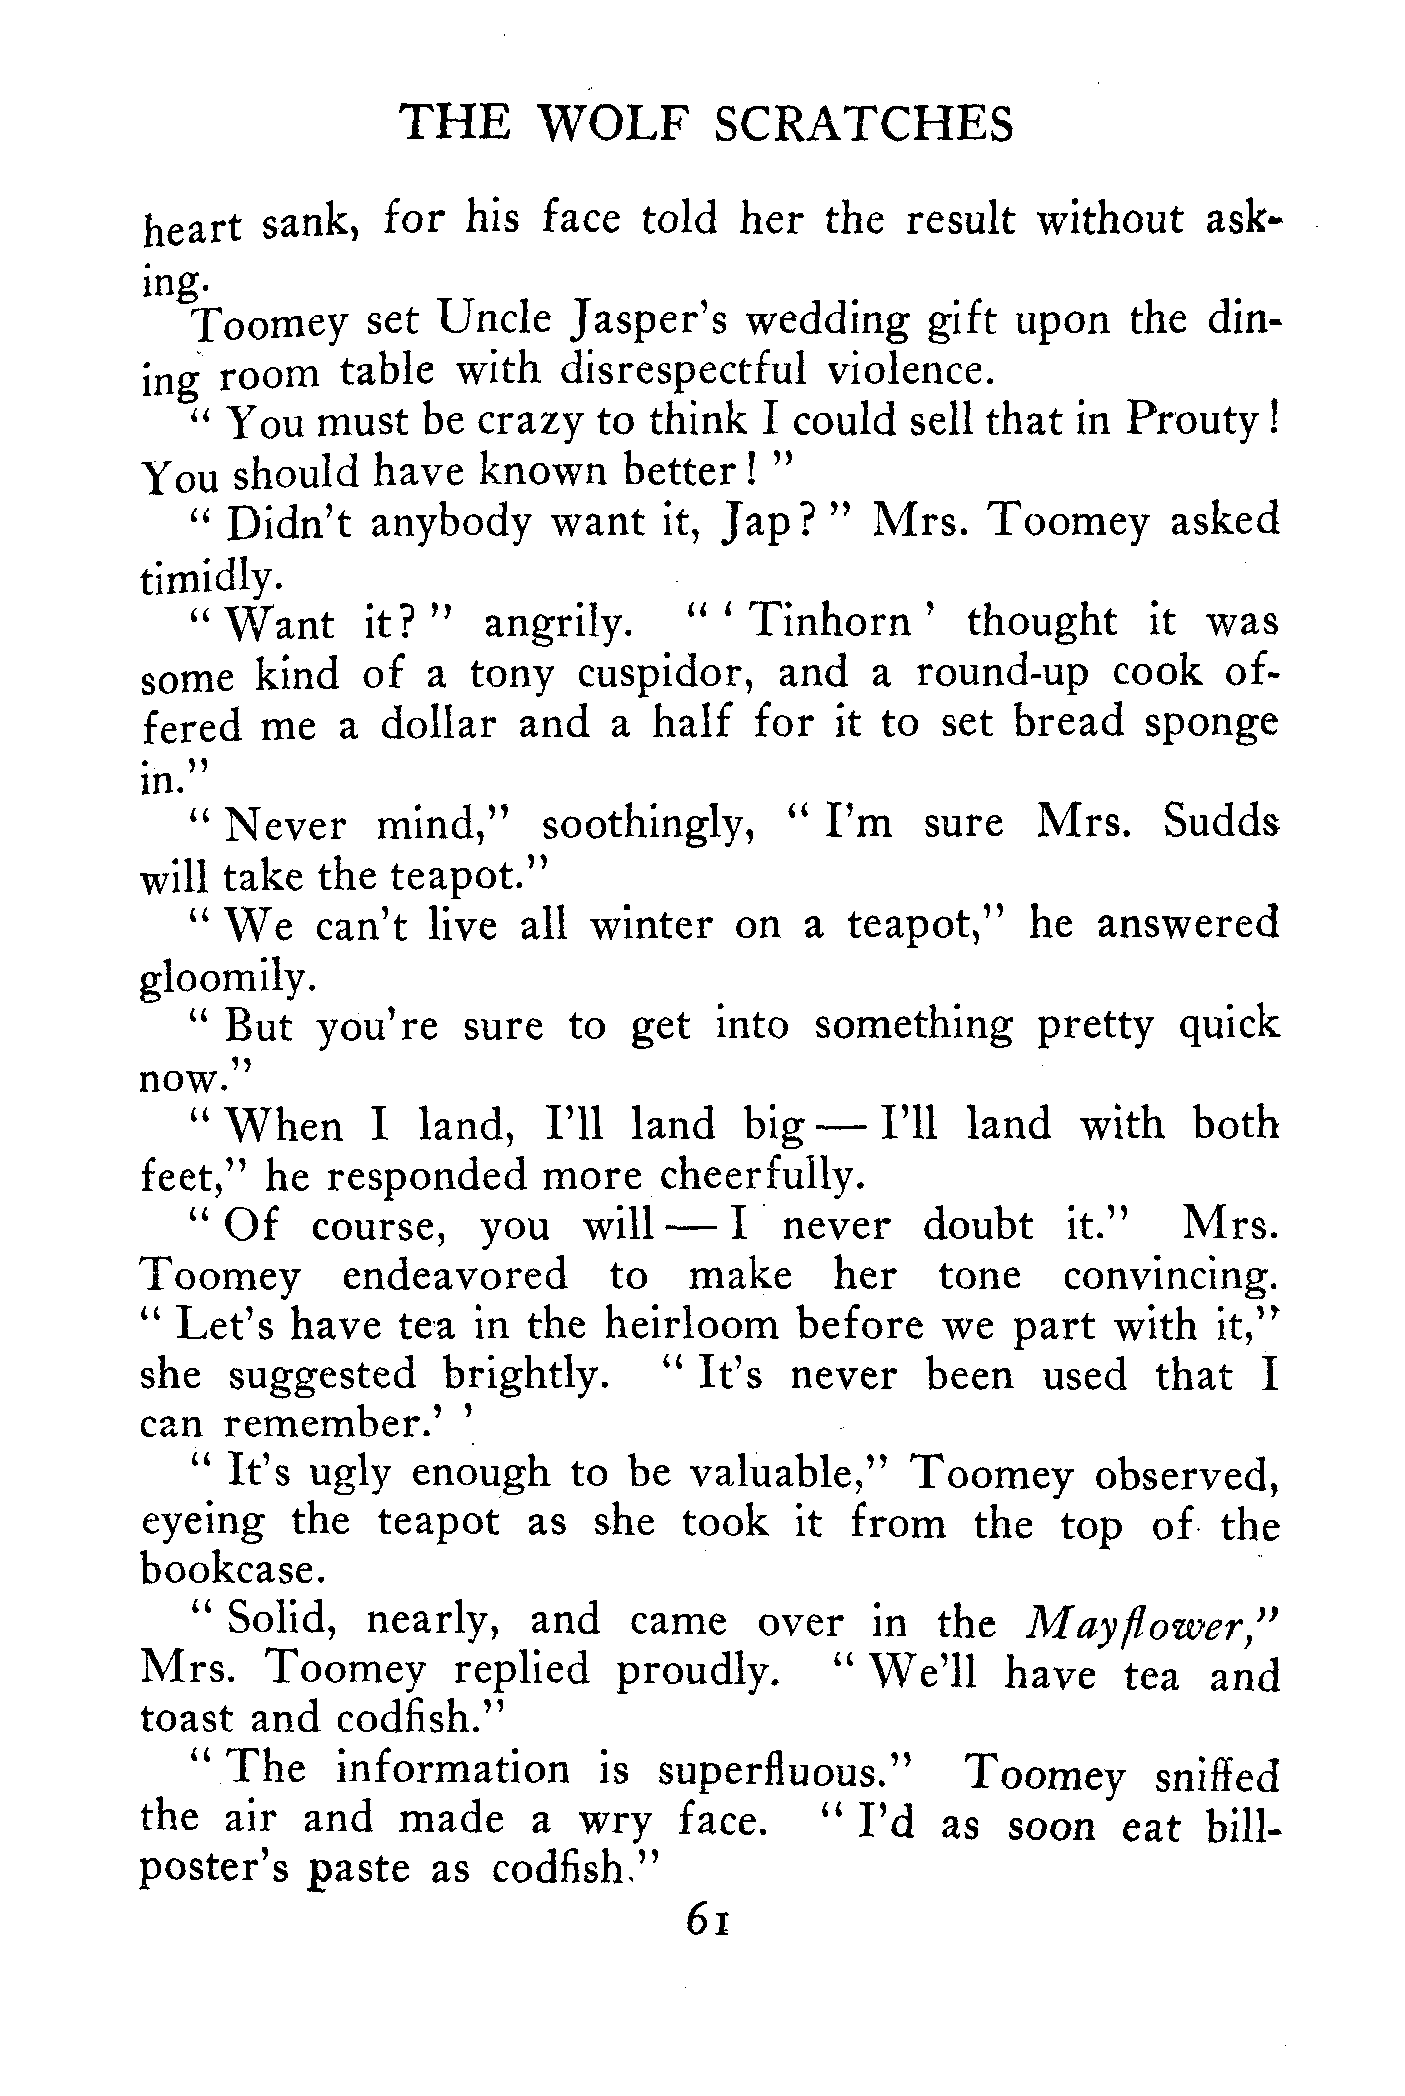 THE WOLF SCRATCHES
heart sank, for his face told her the result without ask-
ing.
Toomey set Uncle Jasper's wedding gift upon the din-
ing room table with disrespectful violence.
" You must be crazy to think I could sell that in Prouty !
You should have known better ! "
" Didn't anybody want it, Jap ? " Mrs. Toomey asked
timidly.
" Want it ? " angrily. " ' Tinhorn ' thought it was
some kind of a tony cuspidor, and a round-up cook of-
fered me a dollar and a half for it to set bread sponge
in."
" Never mind," soothingly, " I'm sure Mrs. Sudds
will take the teapot."
" We can't live all winter on a teapot," he answered
gloomily.
" But you're sure to get into something pretty quick
now."
" When I land, I'll land big — I'll land with both
feet," he responded more cheerfully.
" Of course, you will — I never doubt it." Mrs.
Toomey endeavored to make her tone convincing.
" Let's have tea in the heirloom before we part with it,"
she suggested brightly. " It's never been used that I
can remember.' '
" It's ugly enough to be valuable," Toomey observed,
eyeing the teapot as she took it from the top of the
bookcase.
" Solid, nearly, and came over in the Mayflower,"
Mrs. Toomey replied proudly. " We'll have tea and
toast and codfish."
" The information is superfluous." Toomey sniffed
the air and made a wry face. " I'd as soon eat bill-
poster's paste as codfish."
61